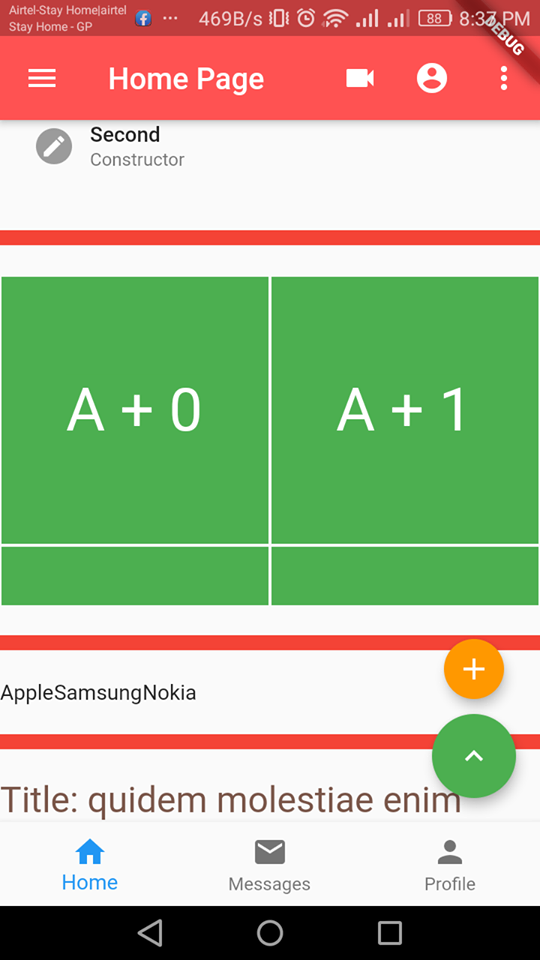 Airtel-Stay Home|airtel
Stay Home - GP
469B/s
88
8:37 PM
DEBUG
Home Page
Second
Constructor
A + 0
A + 1
AppleSamsungNokia
Title: quidem molestiae enim
Home
Messages
Profile